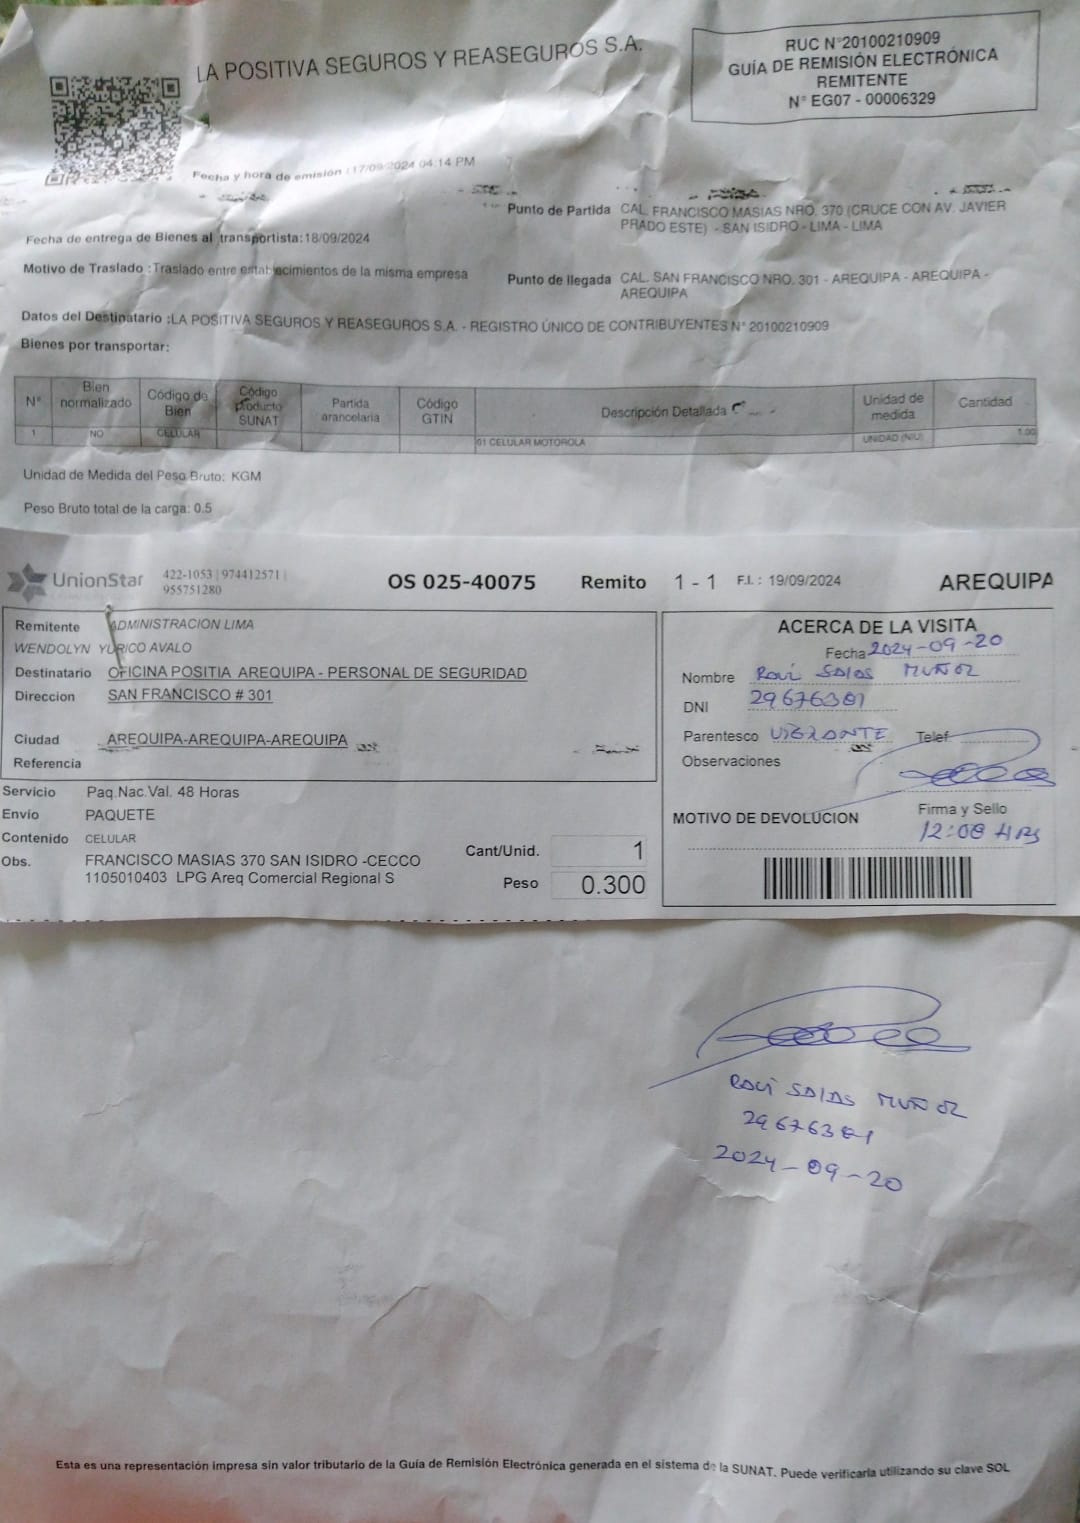 LA POSITIVA SEGUROS Y REASEGUROS S.A.
RUC N°20100210909
GUÍA DE REMISIÓN ELECTRÓNICA
REMITENTE
N° EG07 - 00006329
Fecha y hora de emisión :17/09/2024 04:14 PM
Fecha de entrega de Bienes al transportista:18/09/2024
Punto de Partida CAL. FRANCISCO MASIAS NRO. 370 (CRUCE CON AV. JAVIER
PRADO ESTE) - SAN ISIDRO - LIMA - LIMA
Motivo de Traslado :Traslado entre establecimientos de la misma empresa
Punto de llegada CAL. SAN FRANCISCO NRO. 301 - AREQUIPA - AREQUIPA -
AREQUIPA
Datos del Destinatario :LA POSITIVA SEGUROS Y REASEGUROS S.A. - REGISTRO ÚNICO DE CONTRIBUYENTES N° 20100210909
Bienes por transportar:
N° Bien normalizado Código de Bien Código producto SUNAT Partida arancelaria Código GTIN Descripción Detallada Unidad de medida Cantidad
1 NO CELULAR 01 CELULAR MOTOROLA UNIDAD (NIU) 1.00
Unidad de Medida del Peso Bruto: KGM
Peso Bruto total de la carga: 0.5
UnionStar 422-1053 | 974412571 |
955751280
OS 025-40075 Remito 1 - 1 F.I.: 19/09/2024 AREQUIPA
Remitente ADMINISTRACION LIMA
WENDOLYN YURICO AVALO
Destinatario OFICINA POSITIA AREQUIPA - PERSONAL DE SEGURIDAD
Direccion SAN FRANCISCO # 301
Ciudad AREQUIPA-AREQUIPA-AREQUIPA
Referencia
Servicio Paq.Nac.Val. 48 Horas
Envio PAQUETE
Contenido CELULAR
Obs. FRANCISCO MASIAS 370 SAN ISIDRO -CECCO
1105010403 LPG Areq Comercial Regional S
Cant/Unid. 1
Peso 0.300
ACERCA DE LA VISITA
Fecha 2024-09-20
Nombre Raúl Salas Muñoz
DNI 29676301
Parentesco VIGILANTE Telef
Observaciones
Firma y Sello
MOTIVO DE DEVOLUCION
12:08 HRS
Raúl SALAS MUÑOZ
29676301
2024-09-20
Esta es una representación impresa sin valor tributario de la Guía de Remisión Electrónica generada en el sistema de la SUNAT. Puede verificarla utilizando su clave SOL